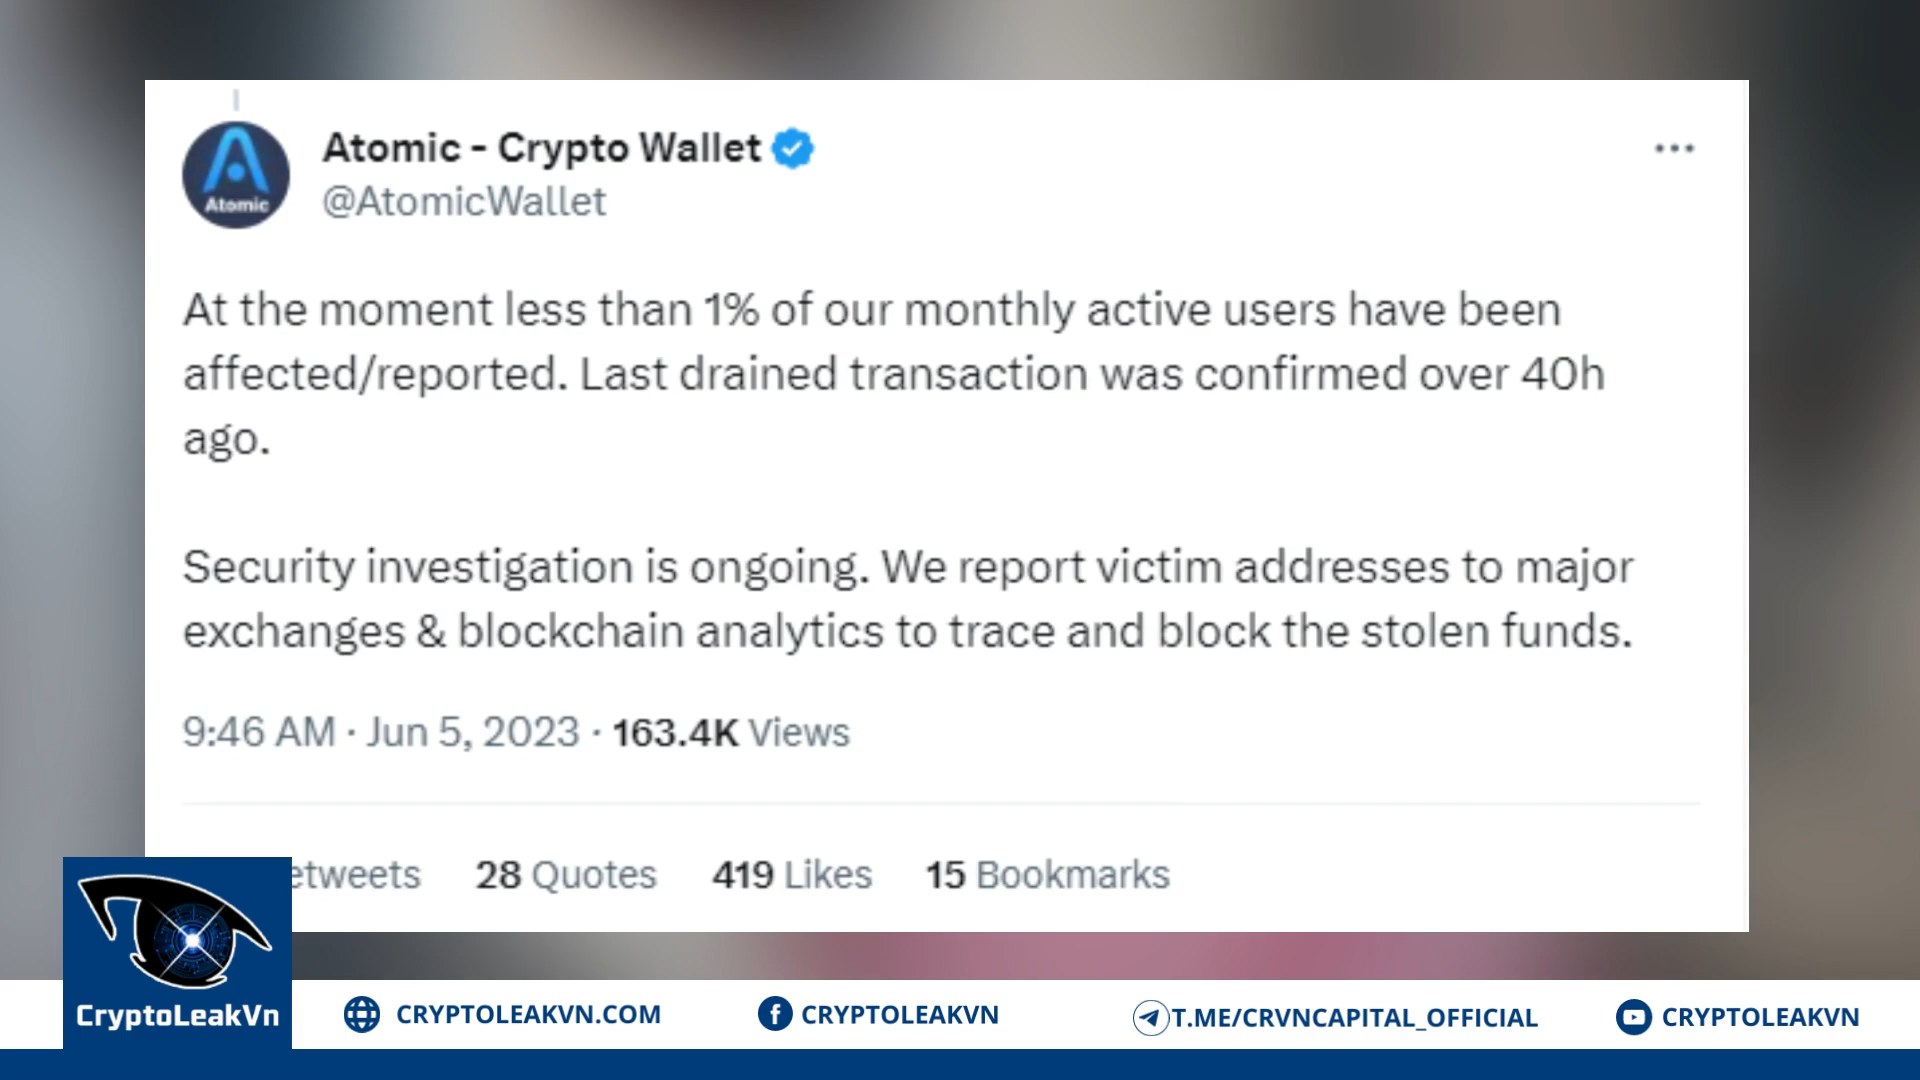 Atomic - Crypto Wallet
@AtomicWallet
Atomic
At the moment less than 1% of our monthly active users have been
affected/reported. Last drained transaction was confirmed over 40h
ago.
Security investigation is ongoing. We report victim addresses to major
exchanges & blockchain analytics to trace and block the stolen funds.
9:46 AM · Jun 5, 2023 · 163.4K Views
etweets 28 Quotes 419 Likes 15 Bookmarks
CryptoLeakVn
CRYPTOLEAKVN.COM CRYPTOLEAKVN T.ME/CRVNCAPITAL_OFFICIAL CRYPTOLEAKVN